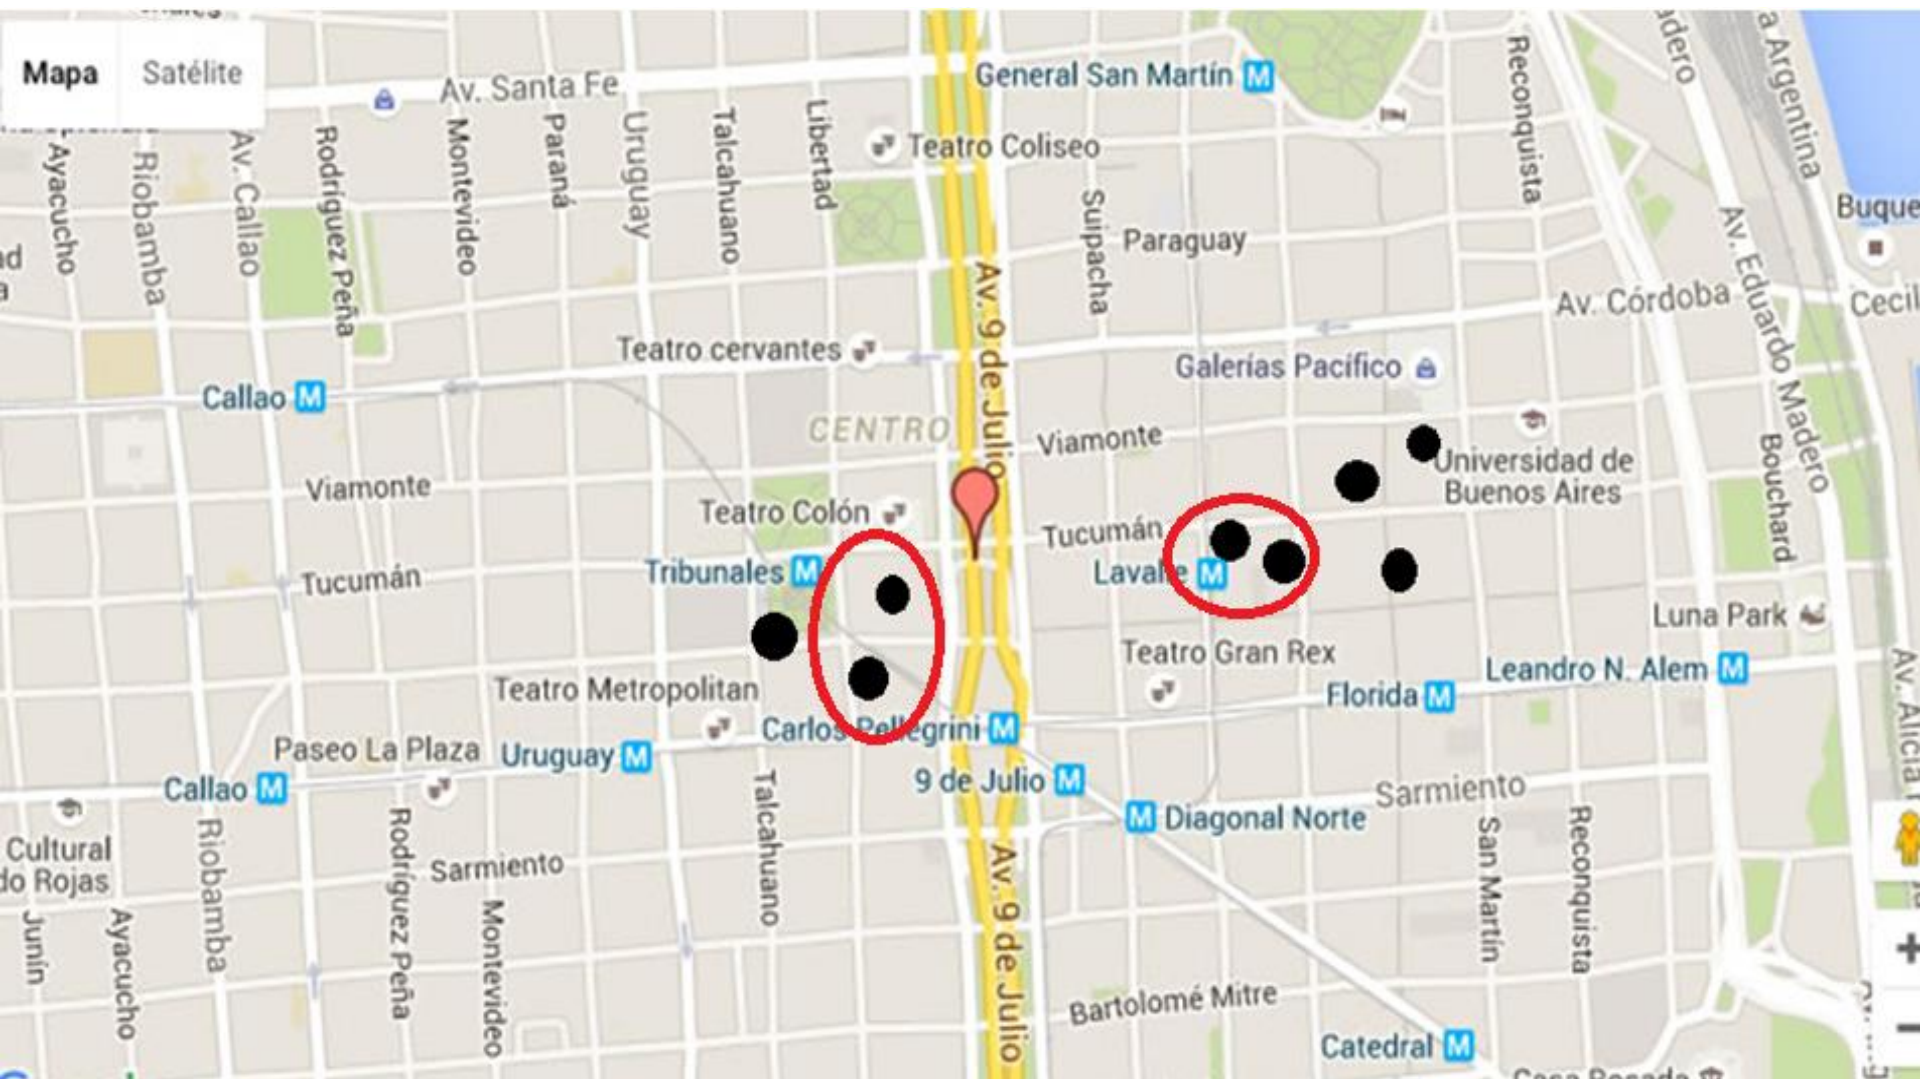 Mapa
Satélite
Av. Santa Fe
General San Martín M
Teatro Coliseo
Ayacucho
Riobamba
Av. Callao
Rodríguez Peña
Montevideo
Paraná
Uruguay
Talcahuano
Libertad
Suipacha
Reconquista
a Argentina
Buque
Paraguay
Av. 9 de Julio
Av. Córdoba
Av. Eduardo Madero
Cecil
Teatro cervantes
Galerías Pacífico
Callao M
CENTRO
Viamonte
Universidad de
Buenos Aires
Bouchard
Viamonte
Teatro Colón
Tucumán
Tucumán
Tribunales M
Lavalle M
Luna Park
Teatro Gran Rex
Leandro N. Alem M
Florida M
Teatro Metropolitan
Carlos Pellegrini M
Paseo La Plaza
Uruguay M
Callao M
9 de Julio M
Sarmiento
M Diagonal Norte
Cultural
do Rojas
Sarmiento
Talcahuano
Riobamba
Rodríguez Peña
Montevideo
Junín
Ayacucho
Av. 9 de Julio
San Martín
Reconquista
Av. Alicia
Bartolomé Mitre
Catedral M
+
−